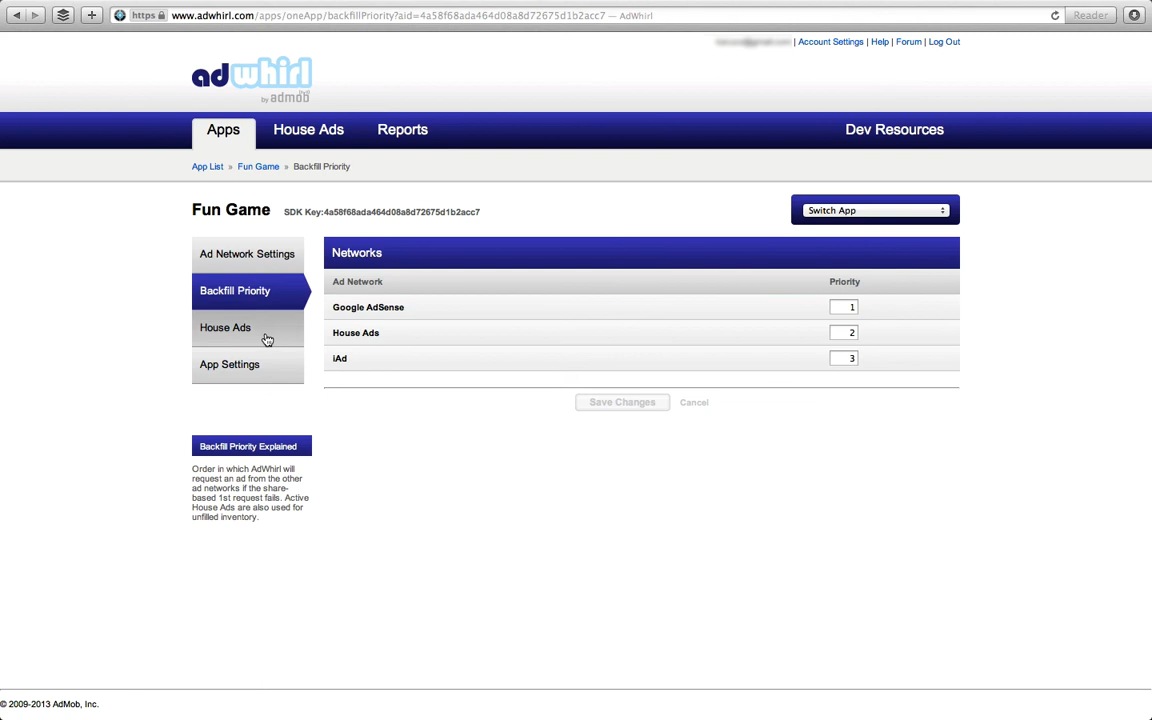 https www.adwhirl.com/apps/oneApp/backfillPriority?aid=4a58f68ada464d08a8d72675d1b2acc7 — AdWhirl Reader
| Account Settings | Help | Forum | Log Out
adwhirl
by admob
Apps House Ads Reports Dev Resources
App List » Fun Game » Backfill Priority
Fun Game SDK Key:4a58f68ada464d08a8d72675d1b2acc7 Switch App
Ad Network Settings
Backfill Priority
House Ads
App Settings
Networks
Ad Network Priority
Google AdSense 1
House Ads 2
iAd 3
Save Changes Cancel
Backfill Priority Explained
Order in which AdWhirl will
request an ad from the other
ad networks if the share-
based 1st request fails. Active
House Ads are also used for
unfilled inventory.
© 2009-2013 AdMob, Inc.